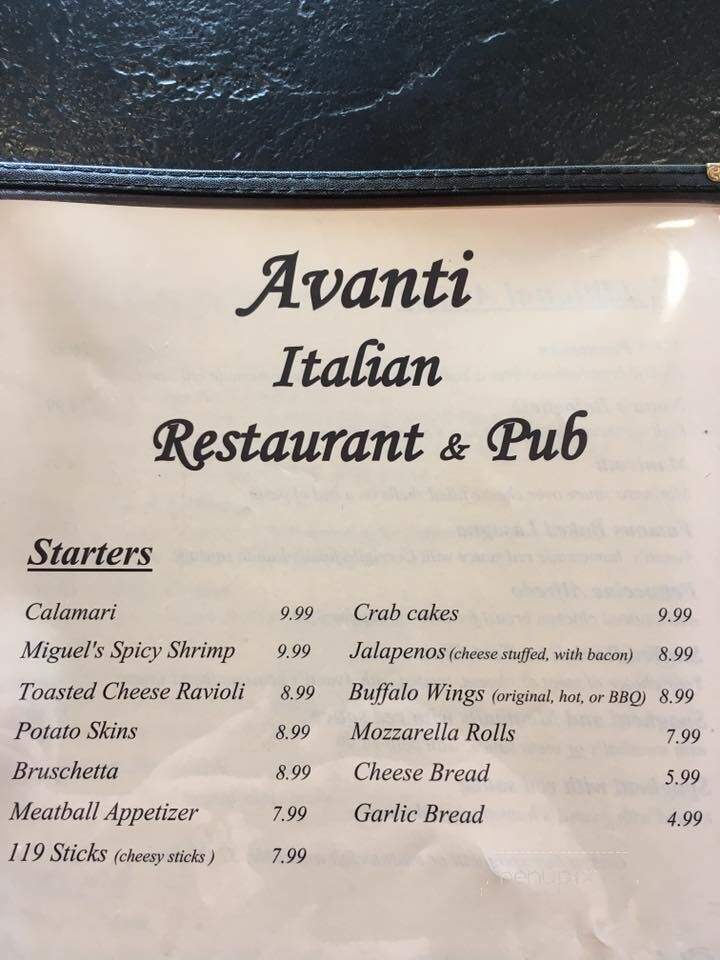 Avanti
Italian
Restaurant & Pub
Starters
Calamari 9.99
Miguel's Spicy Shrimp 9.99
Toasted Cheese Ravioli 8.99
Potato Skins 8.99
Bruschetta 8.99
Meatball Appetizer 7.99
119 Sticks (cheesy sticks ) 7.99
Crab cakes 9.99
Jalapenos (cheese stuffed, with bacon) 8.99
Buffalo Wings (original, hot, or BBQ) 8.99
Mozzarella Rolls 7.99
Cheese Bread 5.99
Garlic Bread 4.99